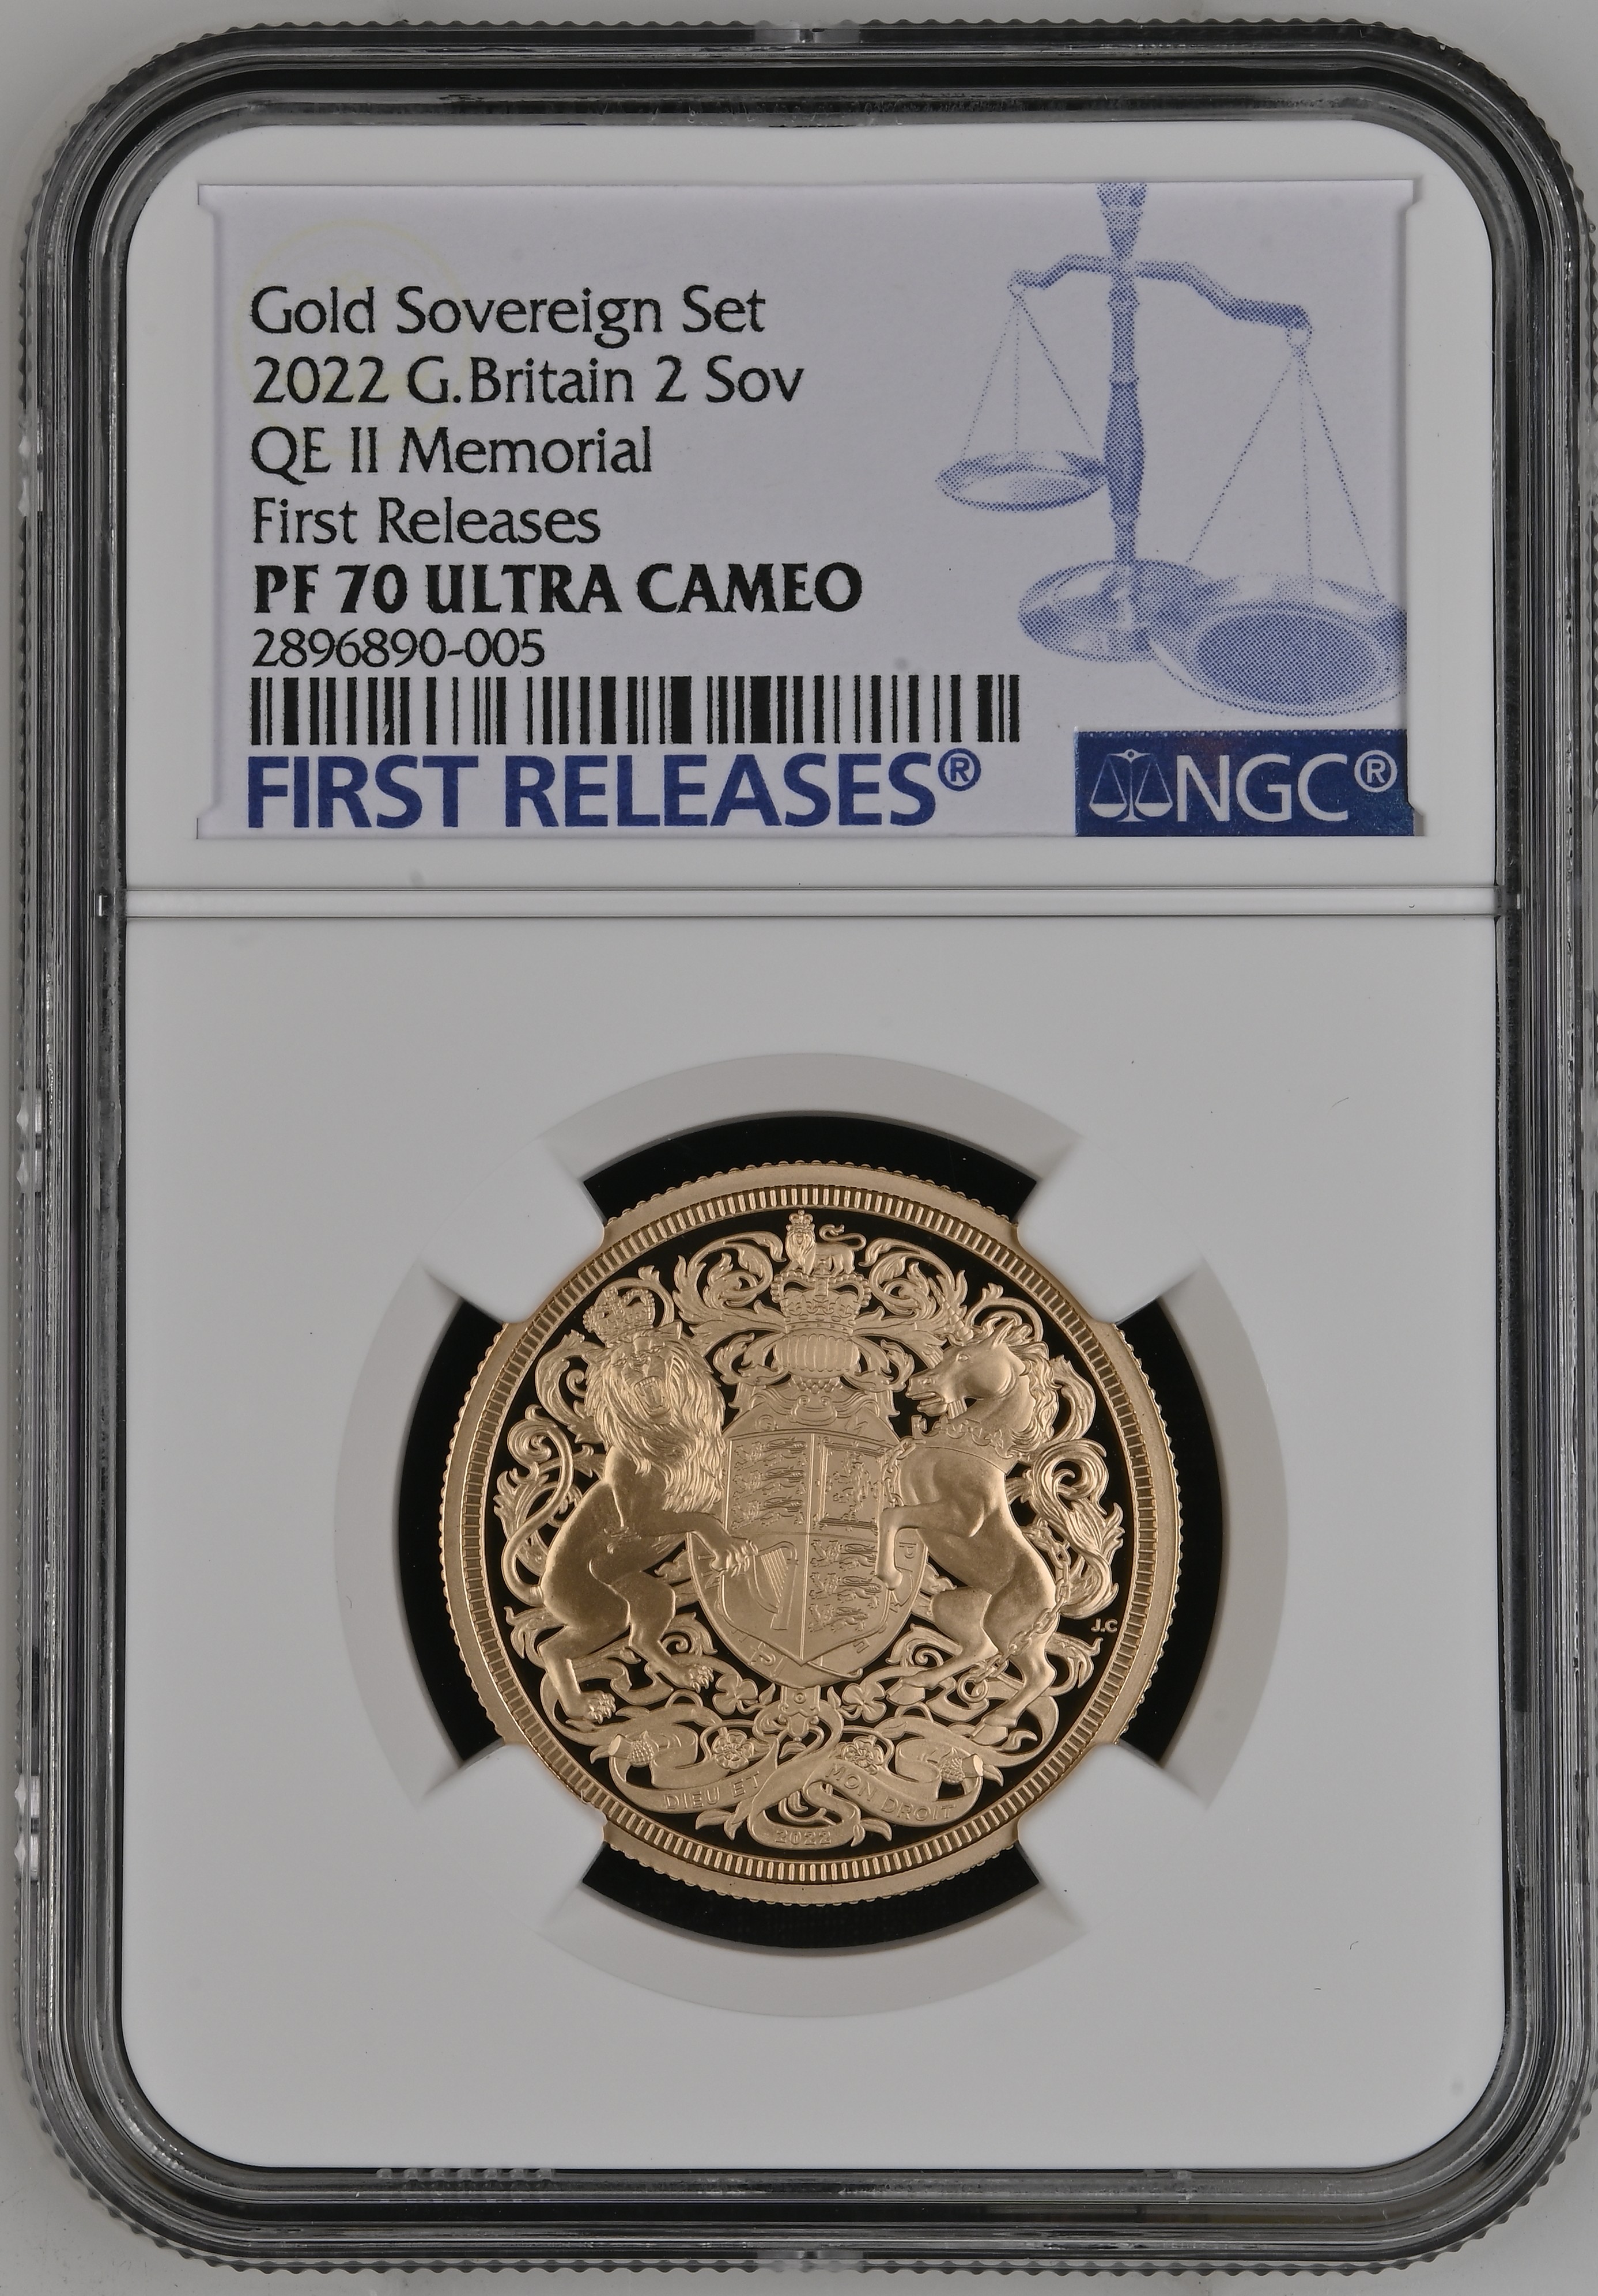 Gold Sovereign Set
2022 G.Britain 2 Sov
QE II Memorial
First Releases
PF 70 ULTRA CAMEO
2896890-005
FIRST RELEASES®
NGC®
J.C
DIEU ET MON DROIT
2022